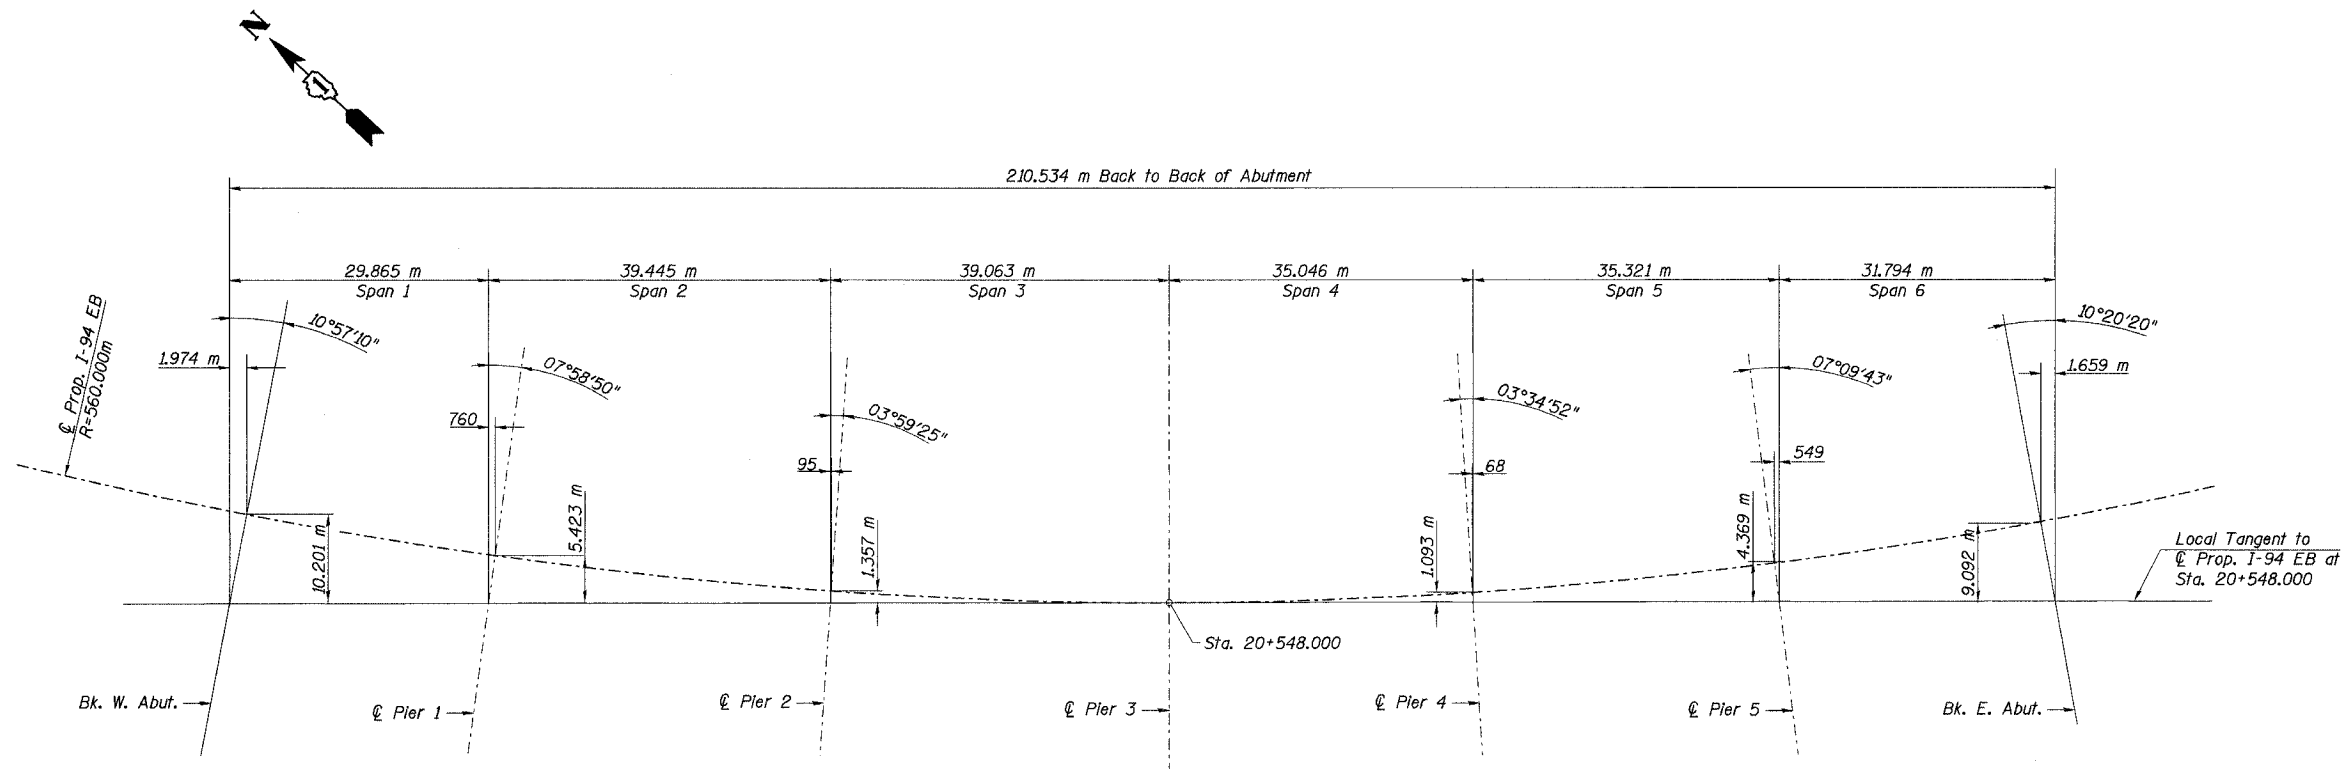 N
1
210.534 m Back to Back of Abutment
29.865 m
Span 1
39.445 m
Span 2
39.063 m
Span 3
35.046 m
Span 4
35.321 m
Span 5
31.794 m
Span 6
℄ Prop. I-94 EB
R=560.000m
10°57'10"
1.974 m
07°58'50"
760
03°59'25"
95
03°34'52"
68
07°09'43"
549
10°20'20"
1.659 m
10.201 m
5.423 m
1.357 m
1.093 m
4.369 m
9.092 m
Local Tangent to
℄ Prop. I-94 EB at
Sta. 20+548.000
Sta. 20+548.000
Bk. W. Abut.
℄ Pier 1
℄ Pier 2
℄ Pier 3
℄ Pier 4
℄ Pier 5
Bk. E. Abut.